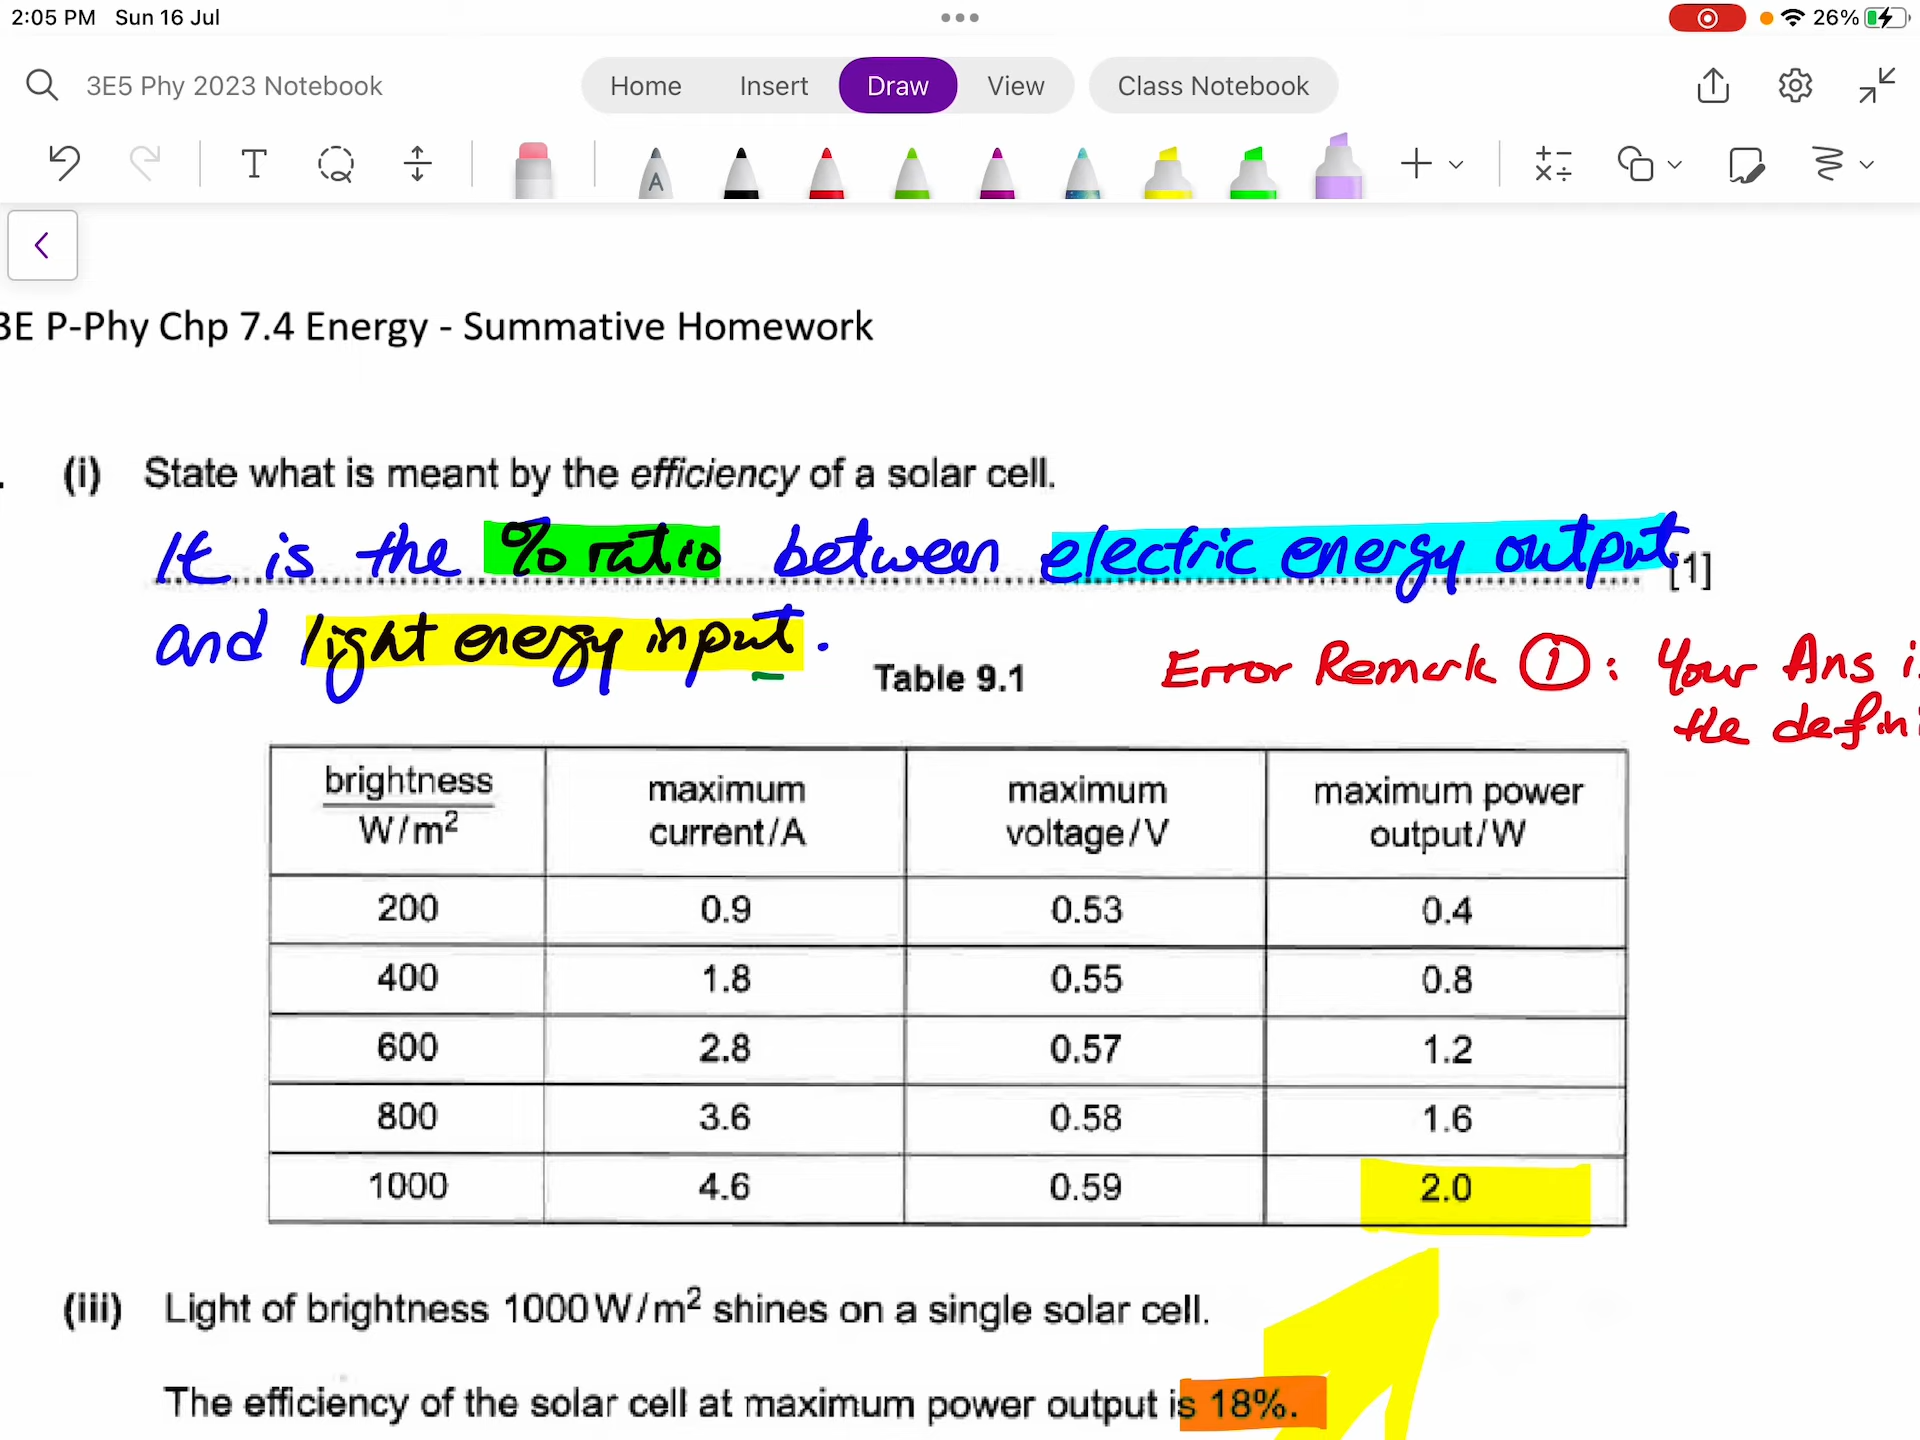 2:05 PM Sun 16 Jul
26%
3E5 Phy 2023 Notebook
Home Insert Draw View Class Notebook
T
A
3E P-Phy Chp 7.4 Energy - Summative Homework
(i) State what is meant by the efficiency of a solar cell.
It is the % ratio between electric energy output [1]
and light energy input.
Table 9.1
Error Remark ①: Your Ans
the
brightness / W/m² maximum current/A maximum voltage/V maximum power output/W
200 0.9 0.53 0.4
400 1.8 0.55 0.8
600 2.8 0.57 1.2
800 3.6 0.58 1.6
1000 4.6 0.59 2.0
(iii) Light of brightness 1000 W/m² shines on a single solar cell.
The efficiency of the solar cell at maximum power output is 18%.